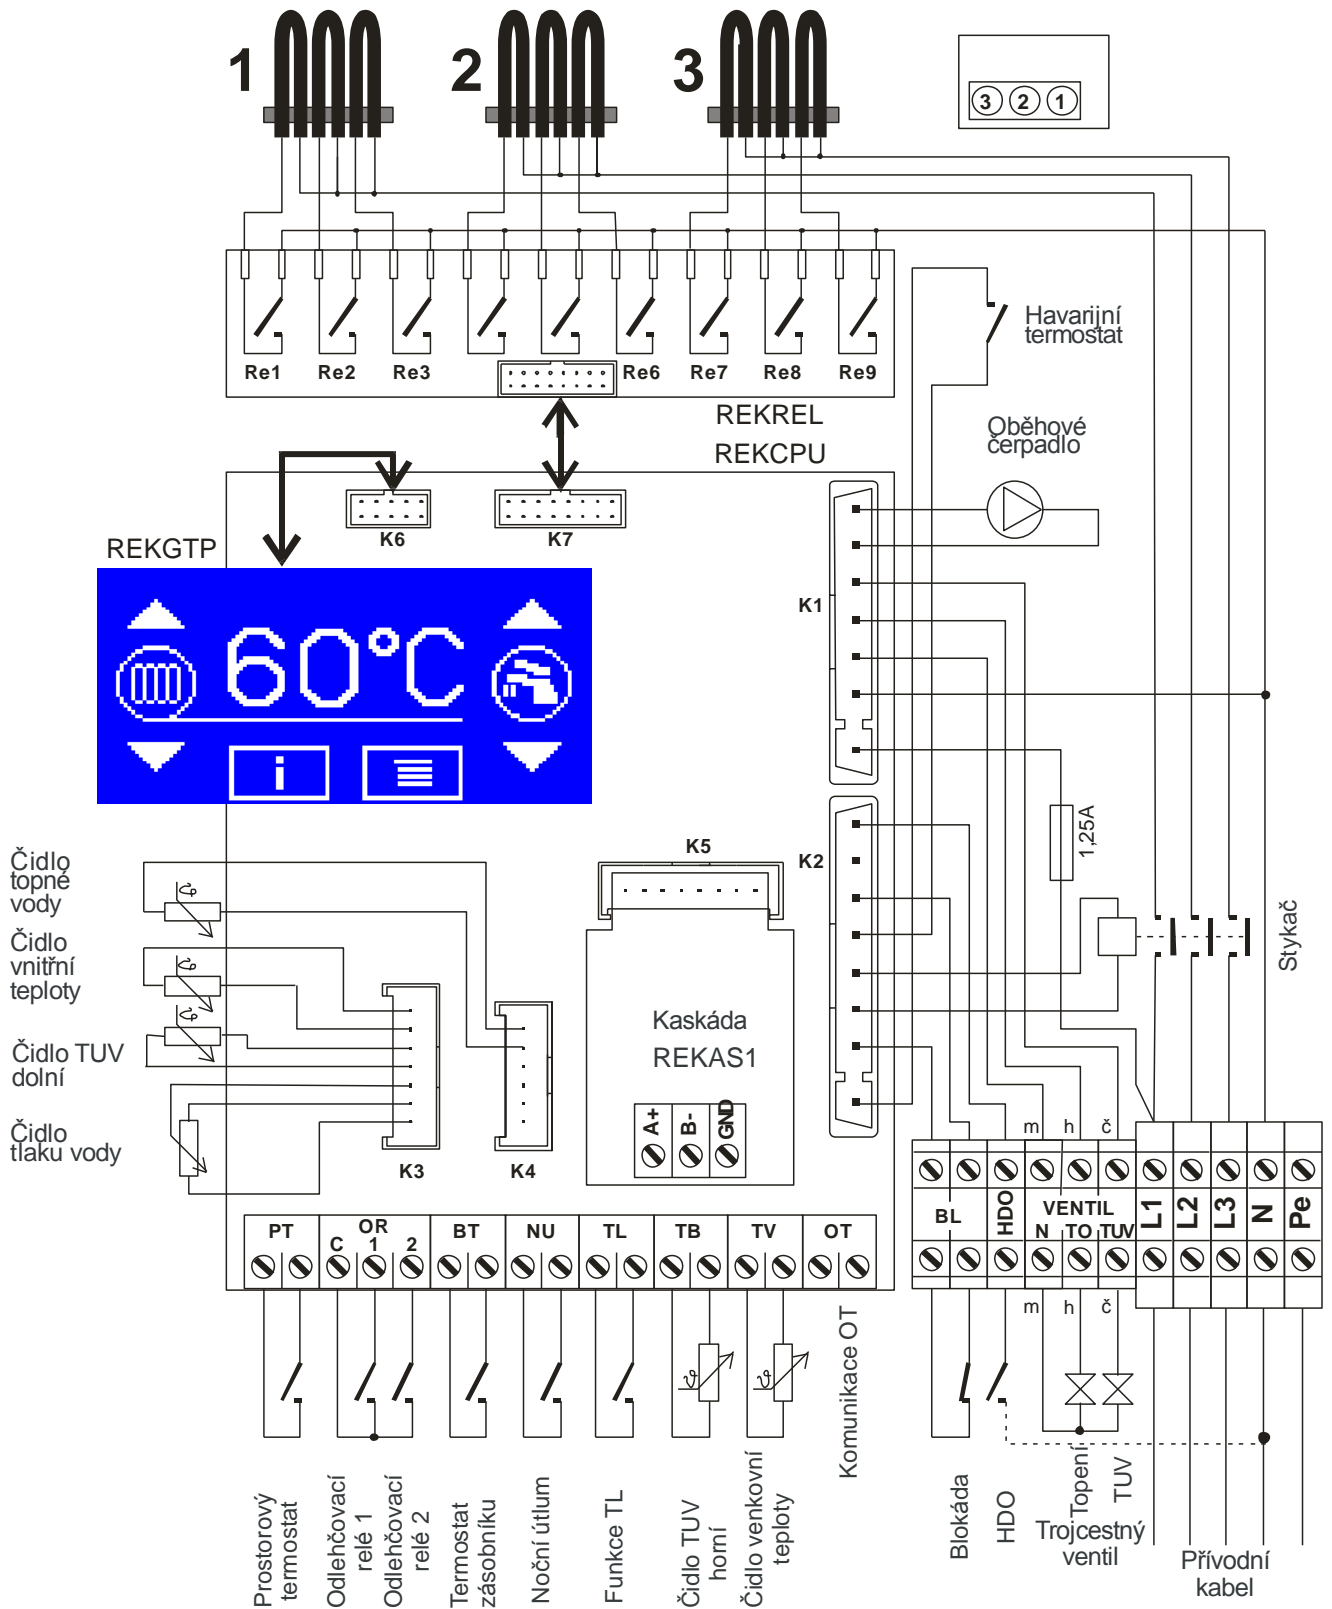 1 2 3
3 2 1
Re1 Re2 Re3 Re6 Re7 Re8 Re9
Havarijní
termostat
REKREL
REKCPU
Oběhové
čerpadlo
K6 K7
REKGTP
K1
60°C
i
1,25A
K5
K2
Čidlo
topné
vody
Čidlo
vnitřní
teploty
Čidlo TUV
dolní
Čidlo
tlaku vody
Stykač
Kaskáda
REKAS1
A+ B- GND
K3 K4
m h č
PT OR BT NU TL TB TV OT
C 1 2
BL HDO VENTIL L1 L2 L3 N Pe
N TO TUV
m h č
Prostorový
termostat
Odlehčovací
relé 1
Odlehčovací
relé 2
Termostat
zásobníku
Noční útlum
Funkce TL
Čidlo TUV
horní
Čidlo venkovní
teploty
Komunikace OT
Blokáda
HDO
Topení
TUV
Trojcestný
ventil
Přívodní
kabel